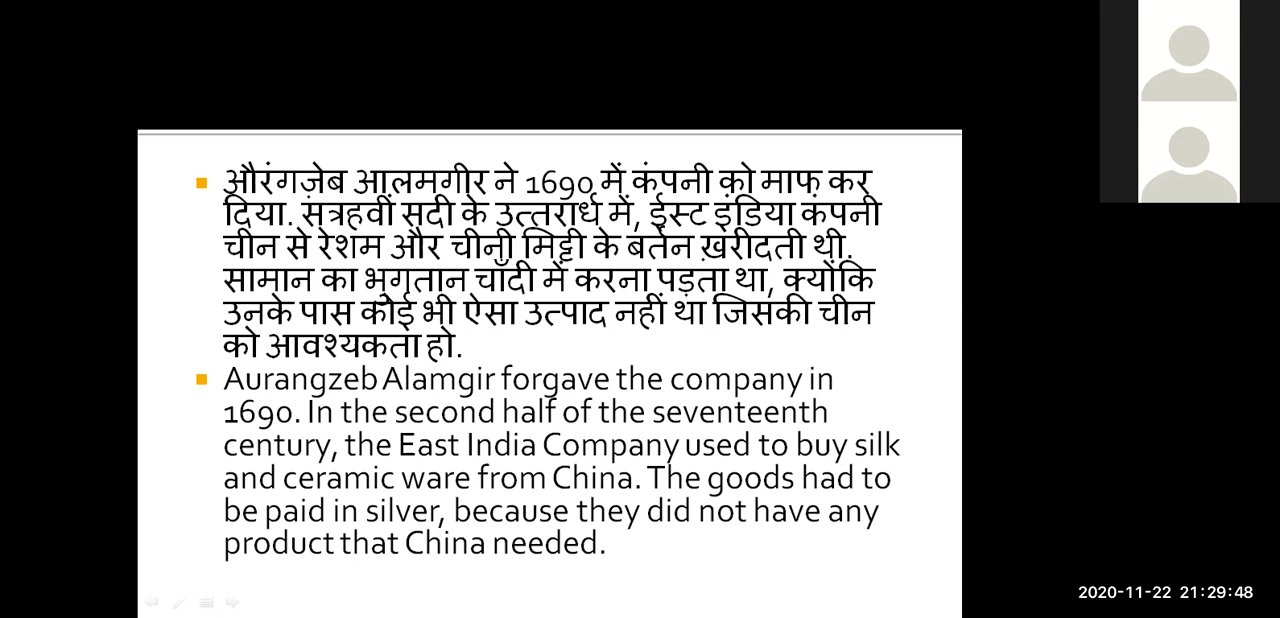 औरंगज़ेब आलमगीर ने 1690 में कंपनी को माफ़ कर
दिया. सत्रहवीं सदी के उत्तरार्ध में, ईस्ट इंडिया कंपनी
चीन से रेशम और चीनी मिट्टी के बर्तन ख़रीदती थी.
सामान का भुगतान चाँदी में करना पड़ता था, क्योंकि
उनके पास कोई भी ऐसा उत्पाद नहीं था जिसकी चीन
को आवश्यकता हो.
Aurangzeb Alamgir forgave the company in
1690. In the second half of the seventeenth
century, the East India Company used to buy silk
and ceramic ware from China. The goods had to
be paid in silver, because they did not have any
product that China needed.
2020-11-22 21:29:48